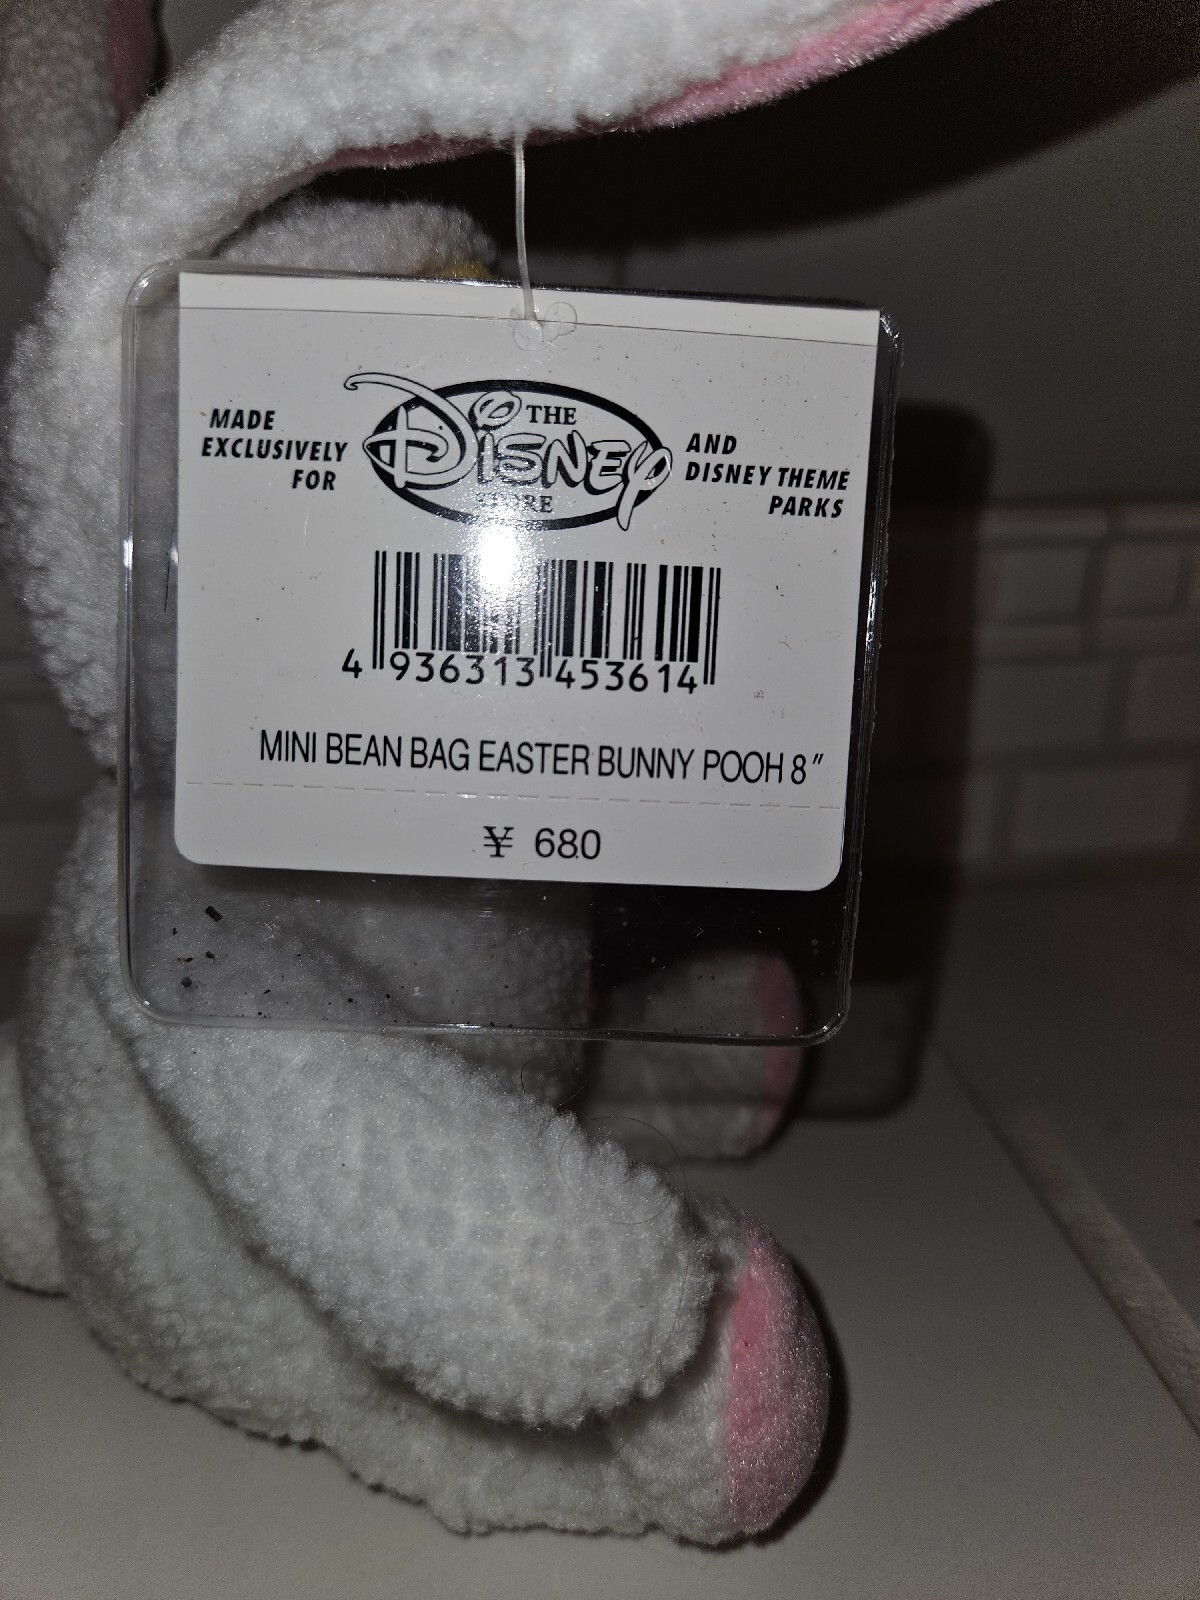 MADE
EXCLUSIVELY
FOR
THE
DISNEY
STORE
AND
DISNEY THEME
PARKS
4 936313 453614
MINI BEAN BAG EASTER BUNNY POOH 8"
¥ 680